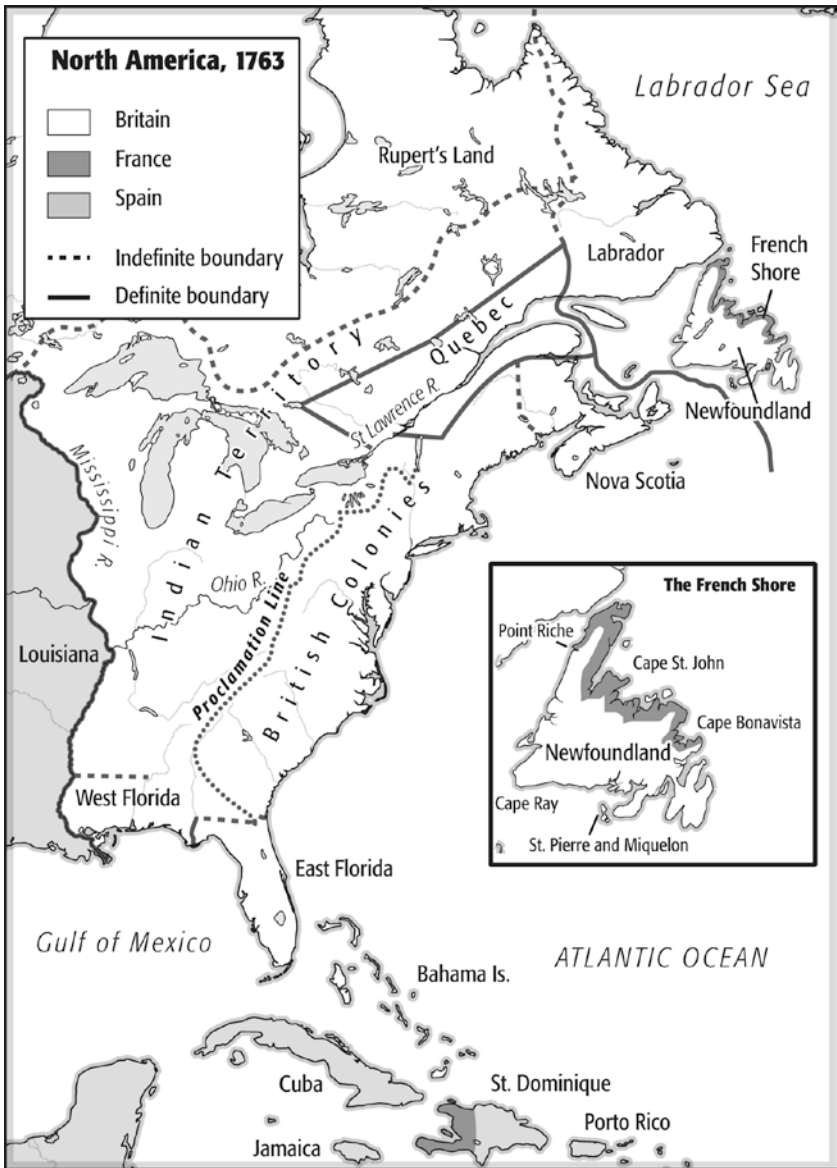 North America, 1763
Britain
France
Spain
Indefinite boundary
Definite boundary
Labrador Sea
Rupert's Land
Labrador
French
Shore
Quebec
Indian Territory
St Lawrence R.
Newfoundland
Nova Scotia
Mississippi R.
Ohio R.
Proclamation Line
British Colonies
Louisiana
West Florida
East Florida
Gulf of Mexico
ATLANTIC OCEAN
Bahama Is.
Cuba
St. Dominique
Jamaica
Porto Rico
The French Shore
Point Riche
Cape St. John
Cape Bonavista
Newfoundland
Cape Ray
St. Pierre and Miquelon